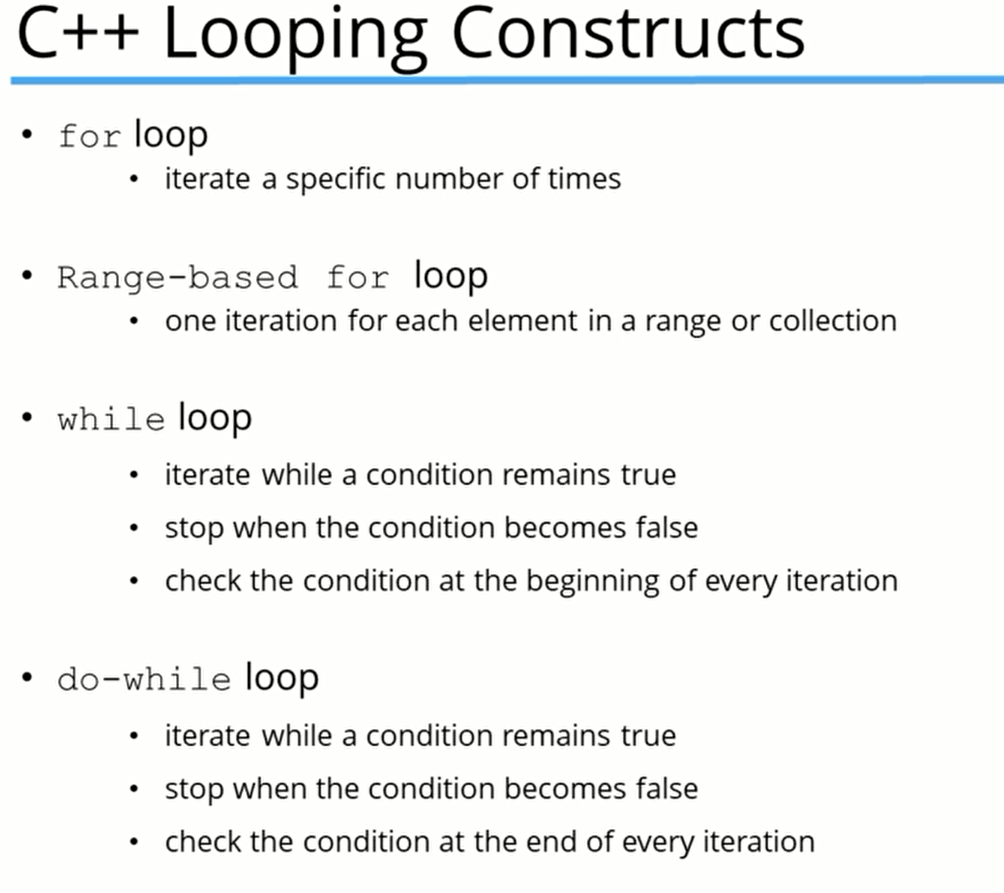 C++ Looping Constructs
• for loop
• iterate a specific number of times
• Range-based for loop
• one iteration for each element in a range or collection
• while loop
• iterate while a condition remains true
• stop when the condition becomes false
• check the condition at the beginning of every iteration
• do-while loop
• iterate while a condition remains true
• stop when the condition becomes false
• check the condition at the end of every iteration